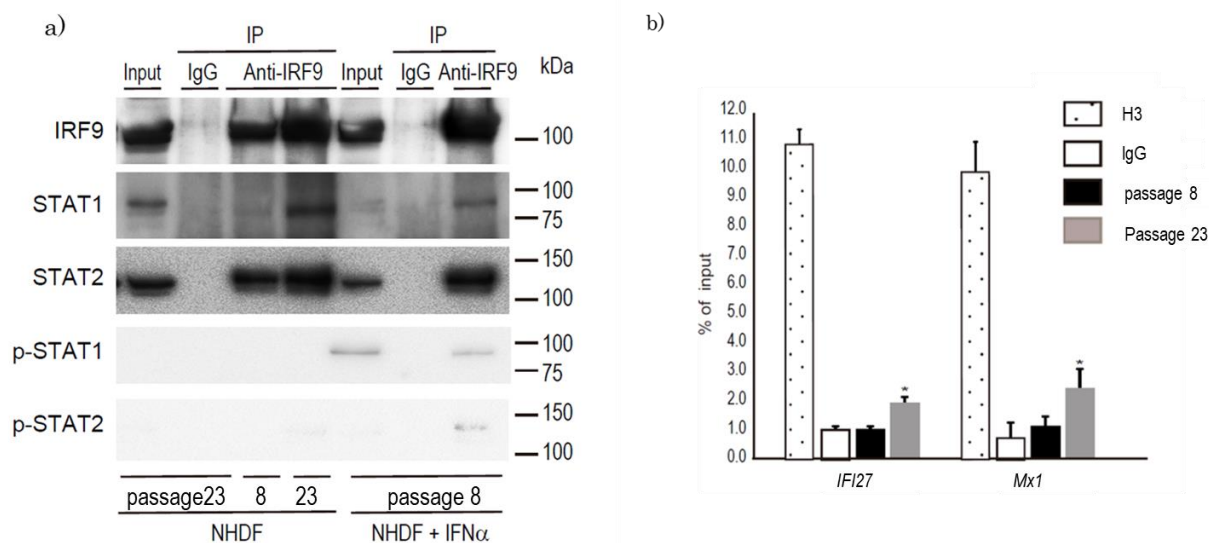 a)
IP IP
Input IgG Anti-IRF9 Input IgG Anti-IRF9 kDa
IRF9 100
STAT1 100
75
STAT2 150
100
p-STAT1 100
75
p-STAT2 150
100
passage23 8 23 passage 8
NHDF NHDF + IFNα
b)
% of input
12.0
11.0
10.0
9.0
8.0
7.0
6.0
5.0
4.0
3.0
2.0
1.0
0.0
* *
IFI27 Mx1
H3
IgG
passage 8
Passage 23